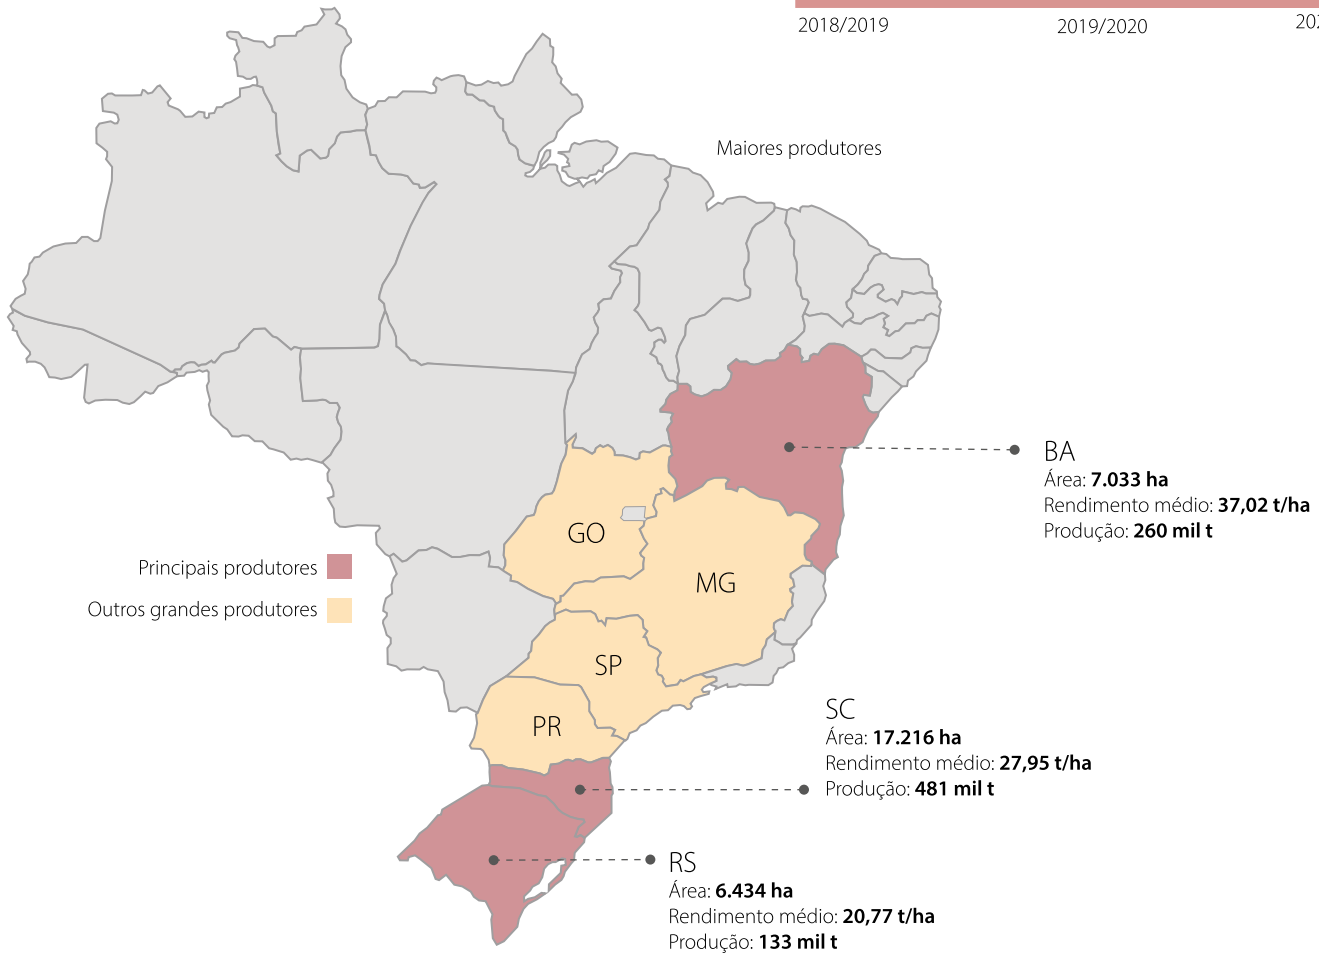 2018/2019
2019/2020
Maiores produtores
BA
Área: 7.033 ha
Rendimento médio: 37,02 t/ha
Produção: 260 mil t
GO
Principais produtores
MG
Outros grandes produtores
SP
SC
PR
Área: 17.216 ha
Rendimento médio: 27,95 t/ha
Produção: 481 mil t
RS
Área: 6.434 ha
Rendimento médio: 20,77 t/ha
Produção: 133 mil t